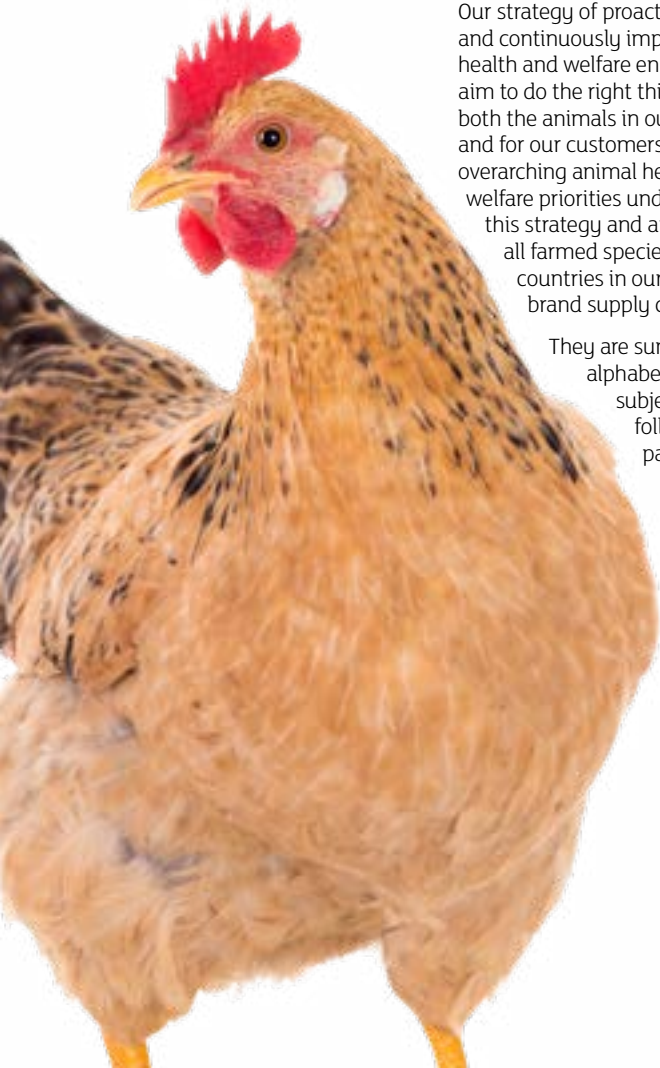 Our strategy of proact
and continuously imp
health and welfare en
aim to do the right thi
both the animals in ou
and for our customers
overarching animal he
welfare priorities und
this strategy and a
all farmed specie
countries in our
brand supply c
They are sur
alphabe
subje
foll
pa